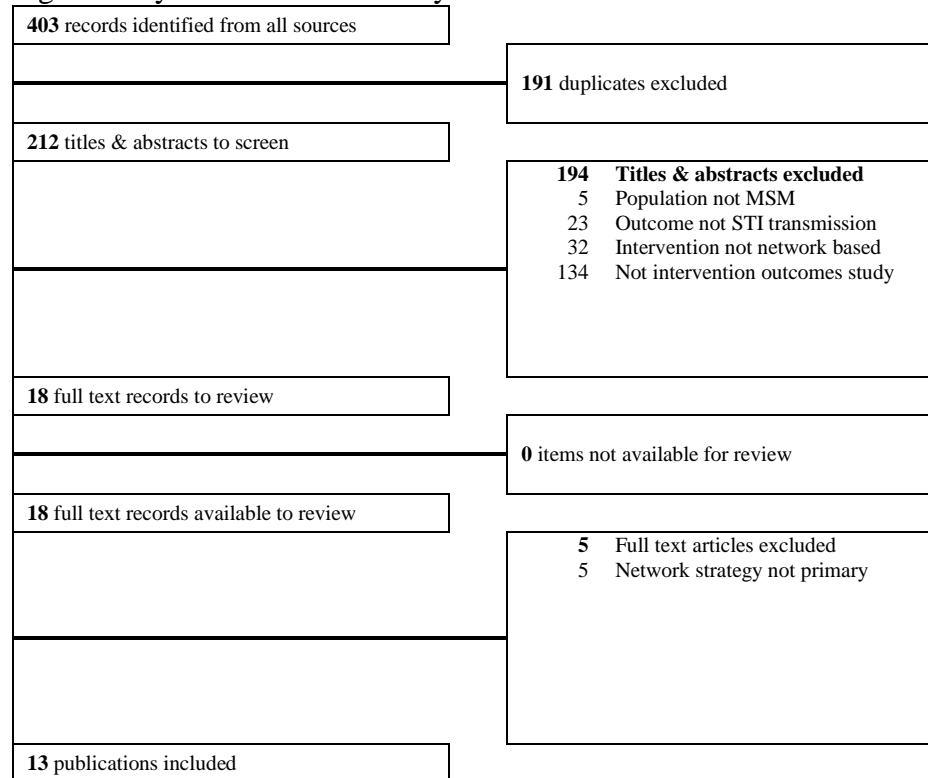 403 records identified from all sources
191 duplicates excluded
212 titles & abstracts to screen
194 Titles & abstracts excluded
5 Population not MSM
23 Outcome not STI transmission
32 Intervention not network based
134 Not intervention outcomes study
18 full text records to review
0 items not available for review
18 full text records available to review
5 Full text articles excluded
5 Network strategy not primary
13 publications included